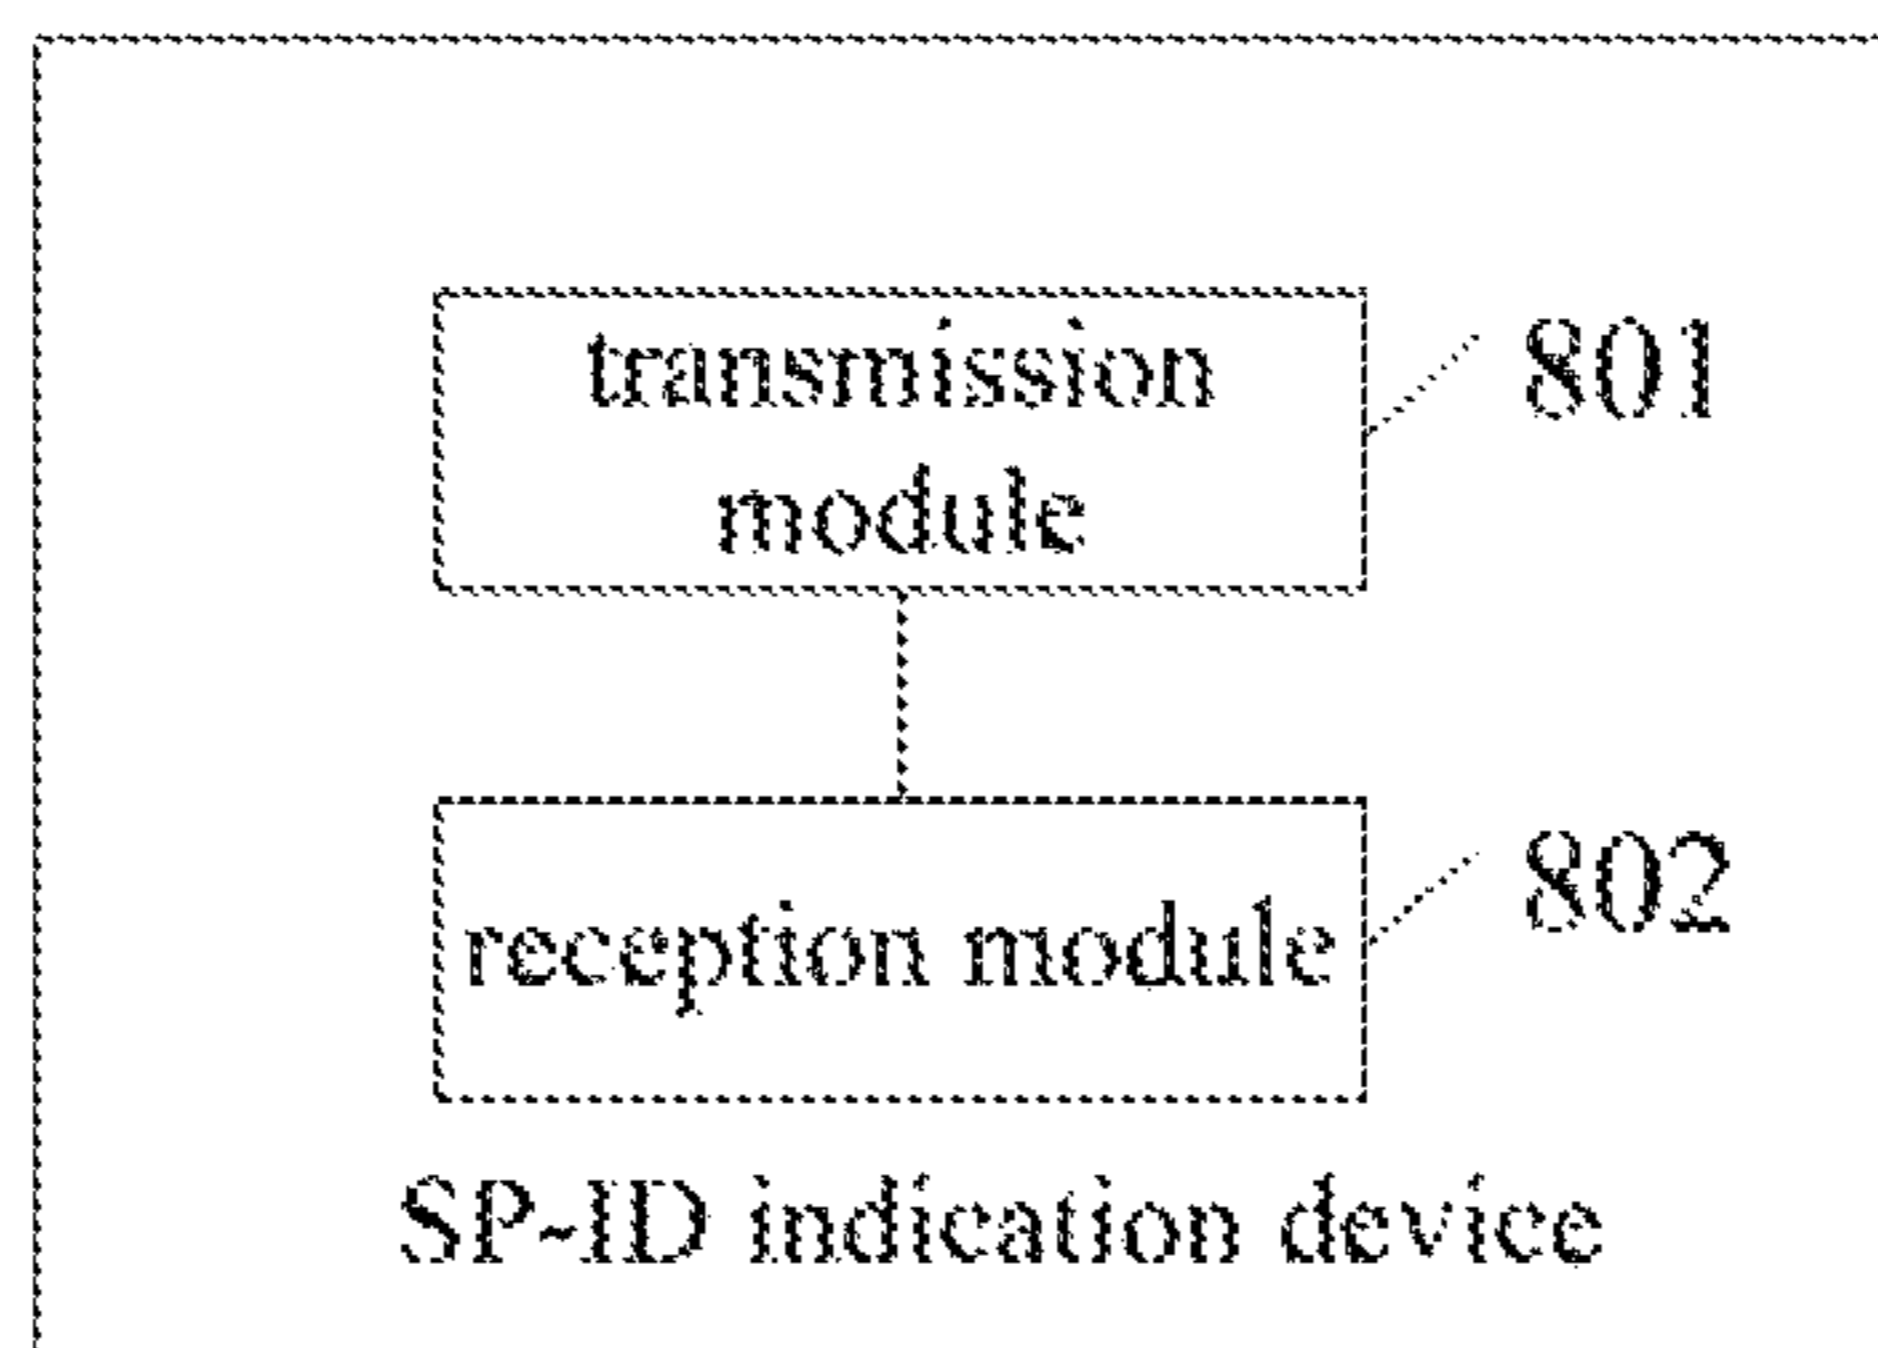 transmission
module
801
reception module
802
SP-ID indication device